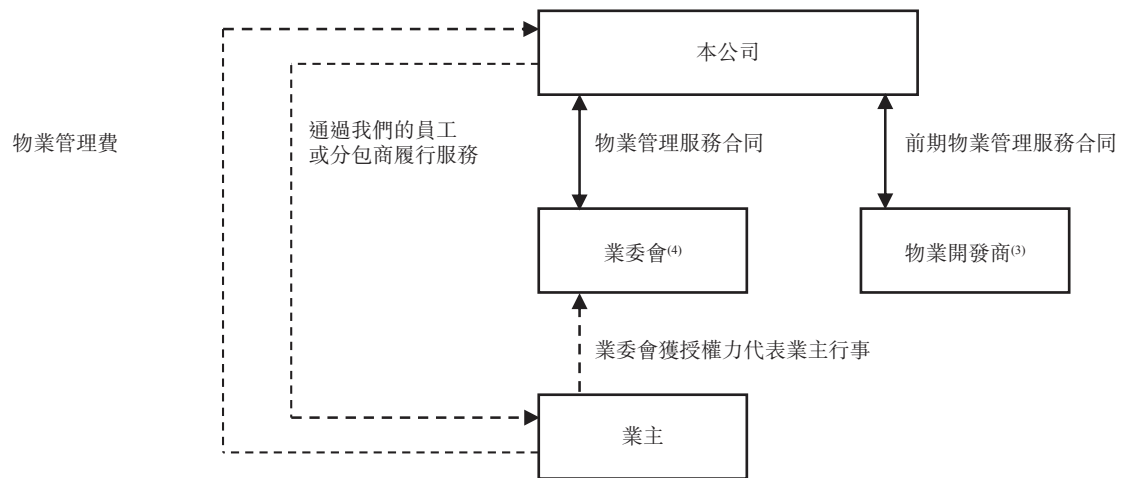 本公司
物業管理費
通過我們的員工
或分包商履行服務
物業管理服務合同
前期物業管理服務合同
業委會(4)
物業開發商(3)
業委會獲授權力代表業主行事
業主